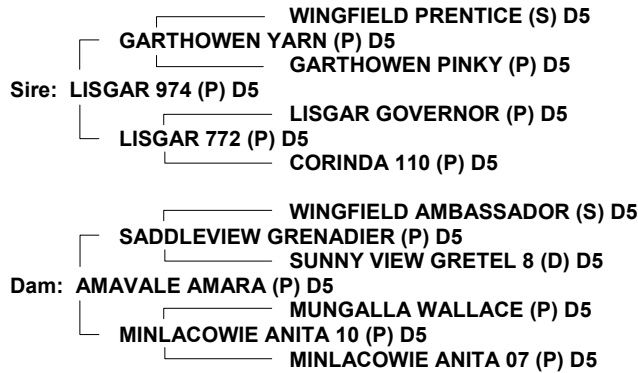 WINGFIELD PRENTICE (S) D5
GARTHOWEN YARN (P) D5
GARTHOWEN PINKY (P) D5
Sire: LISGAR 974 (P) D5
LISGAR GOVERNOR (P) D5
LISGAR 772 (P) D5
CORINDA 110 (P) D5
WINGFIELD AMBASSADOR (S) D5
SADDLEVIEW GRENADIER (P) D5
SUNNY VIEW GRETEL 8 (D) D5
Dam: AMAVALE AMARA (P) D5
MUNGALLA WALLACE (P) D5
MINLACOWIE ANITA 10 (P) D5
MINLACOWIE ANITA 07 (P) D5